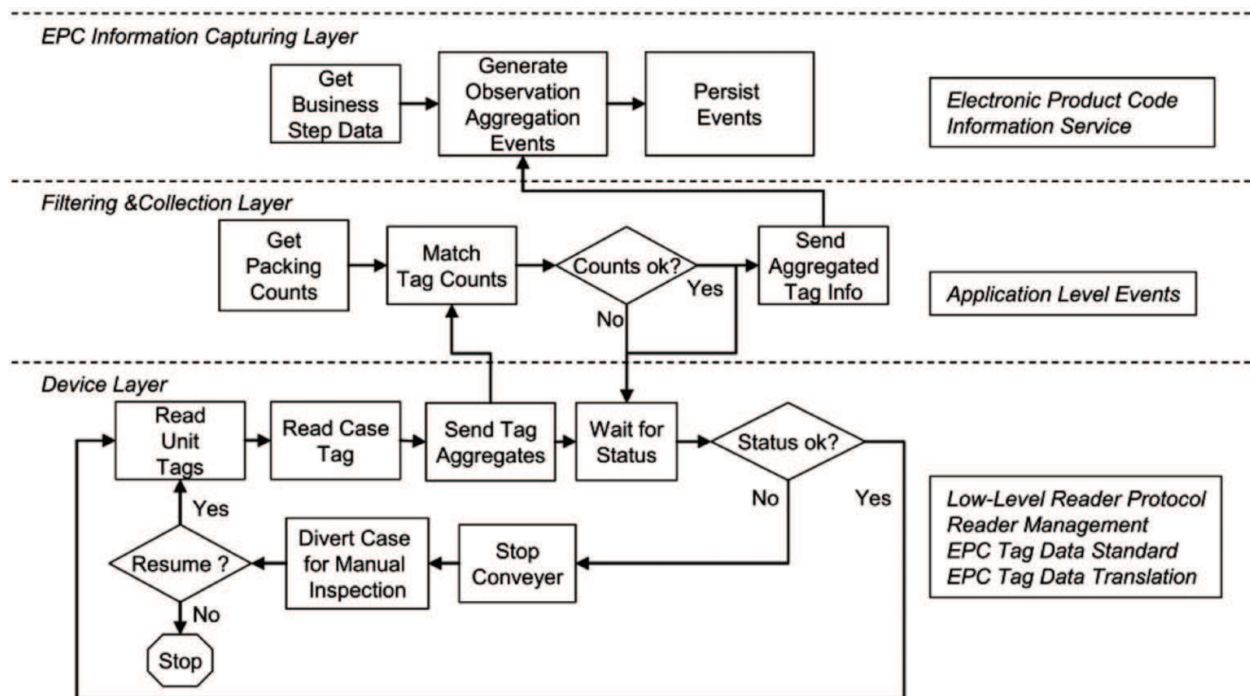 EPC Information Capturing Layer
Get
Business
Step Data
Generate
Observation
Aggregation
Events
Persist
Events
Electronic Product Code
Information Service
Filtering &Collection Layer
Get
Packing
Counts
Match
Tag Counts
Counts ok?
Yes
No
Send
Aggregated
Tag Info
Application Level Events
Device Layer
Read
Unit
Tags
Read Case
Tag
Send Tag
Aggregates
Wait for
Status
Status ok?
No
Yes
Low-Level Reader Protocol
Reader Management
EPC Tag Data Standard
EPC Tag Data Translation
Yes
Resume ?
No
Stop
Divert Case
for Manual
Inspection
Stop
Conveyer